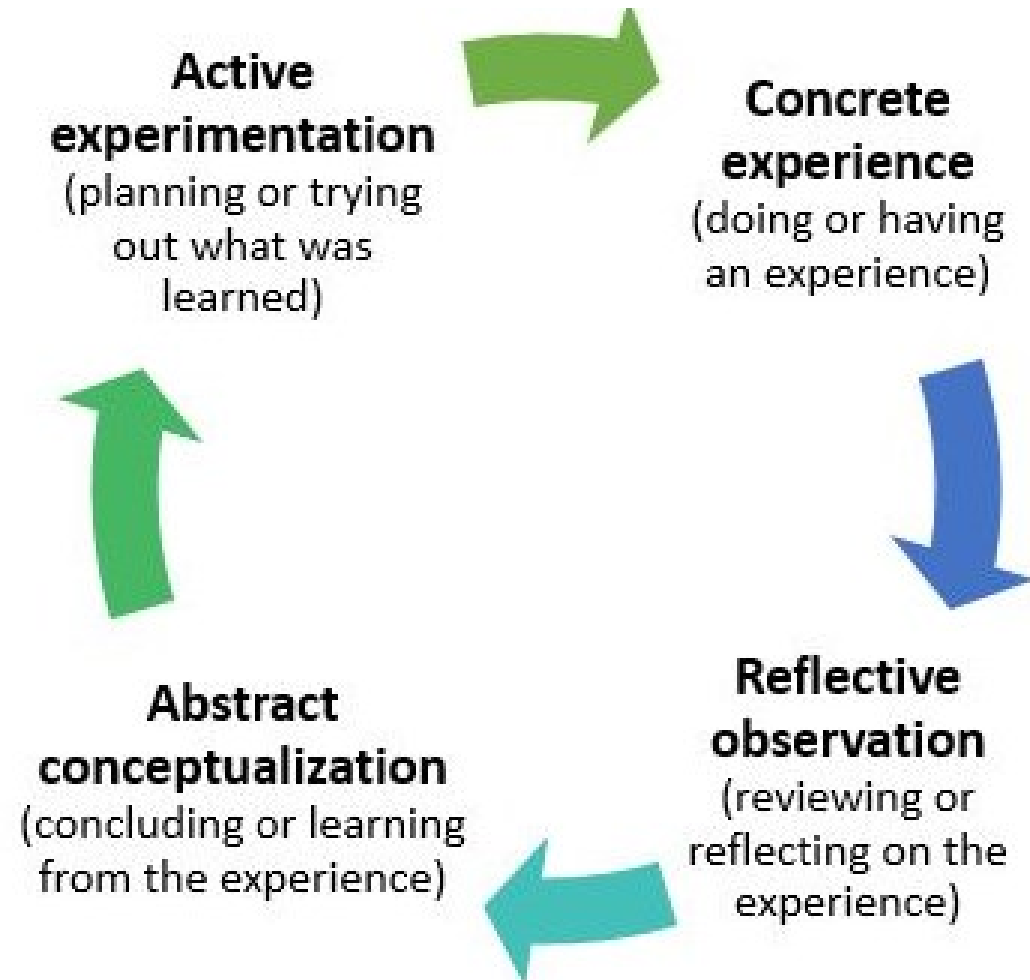 Active
experimentation
(planning or trying
out what was
learned)
Concrete
experience
(doing or having
an experience)
Reflective
observation
(reviewing or
reflecting on the
experience)
Abstract
conceptualization
(concluding or learning
from the experience)